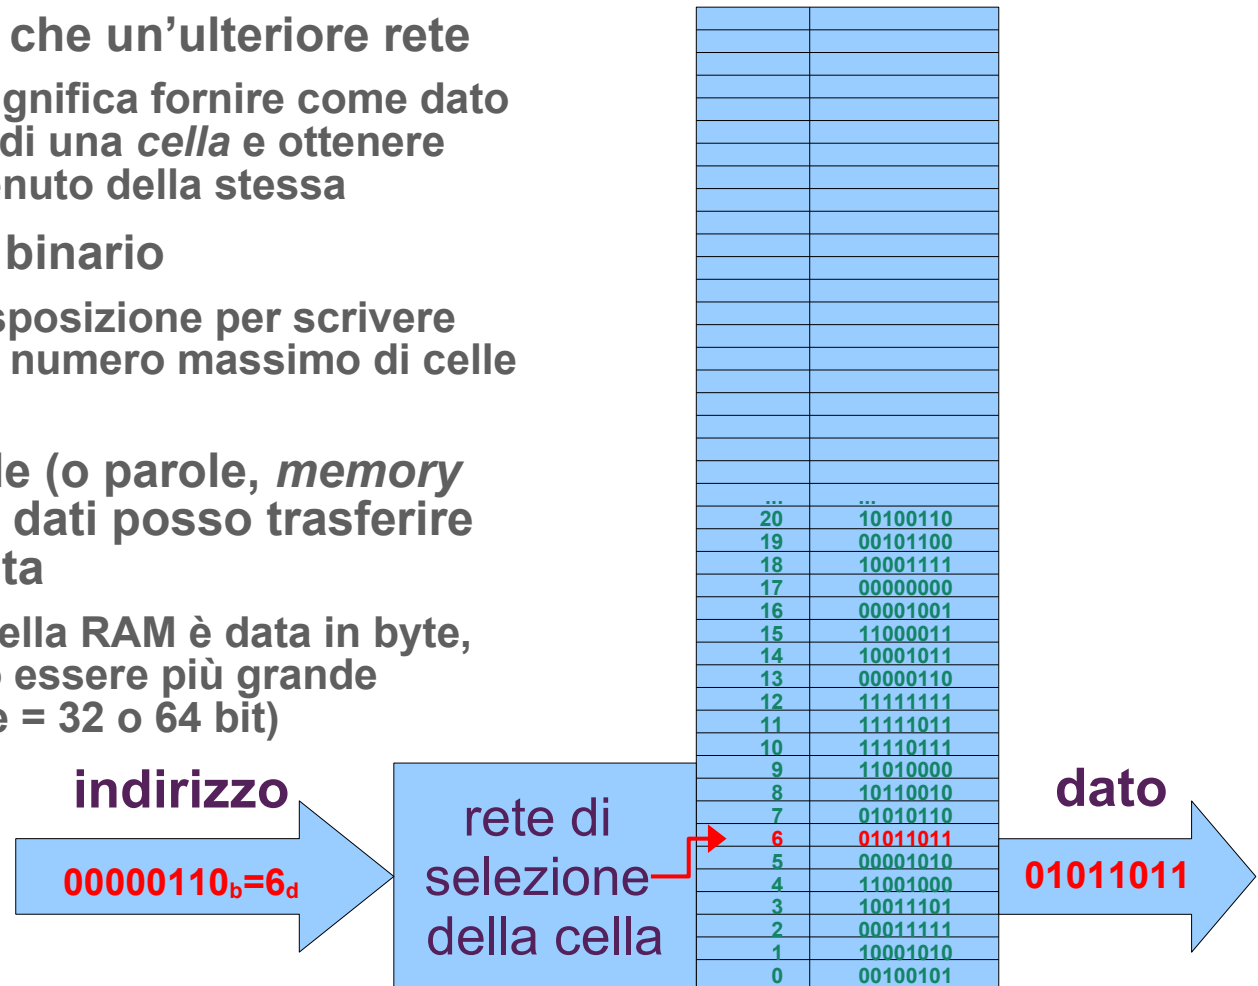 che un’ulteriore rete
gnifica fornire come dato
di una cella e ottenere
nuto della stessa
binario
sposizione per scrivere
numero massimo di celle
le (o parole, memory
dati posso trasferire
ta
ella RAM è data in byte,
essere più grande
e = 32 o 64 bit)
... ...
20 10100110
19 00101100
18 10001111
17 00000000
16 00001001
15 11000011
14 10001011
13 00000110
12 11111111
11 11111011
10 11110111
9 11010000
8 10110010
7 01010110
6 01011011
5 00001010
4 11001000
3 10011101
2 00011111
1 10001010
0 00100101
indirizzo
00000110b=6d
rete di
selezione
della cella
dato
01011011